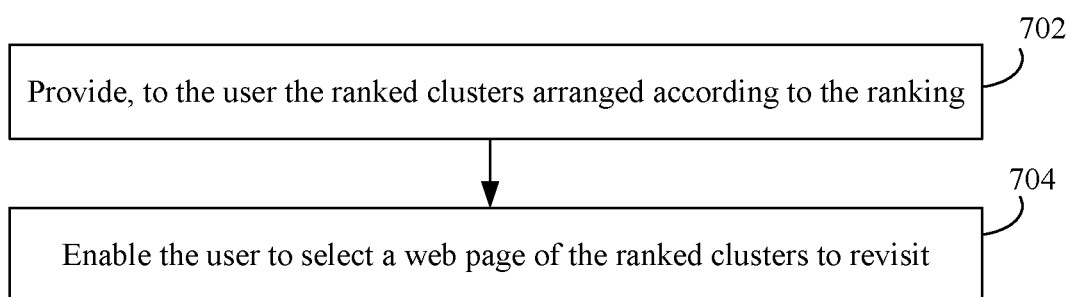 702
Provide, to the user the ranked clusters arranged according to the ranking
704
Enable the user to select a web page of the ranked clusters to revisit